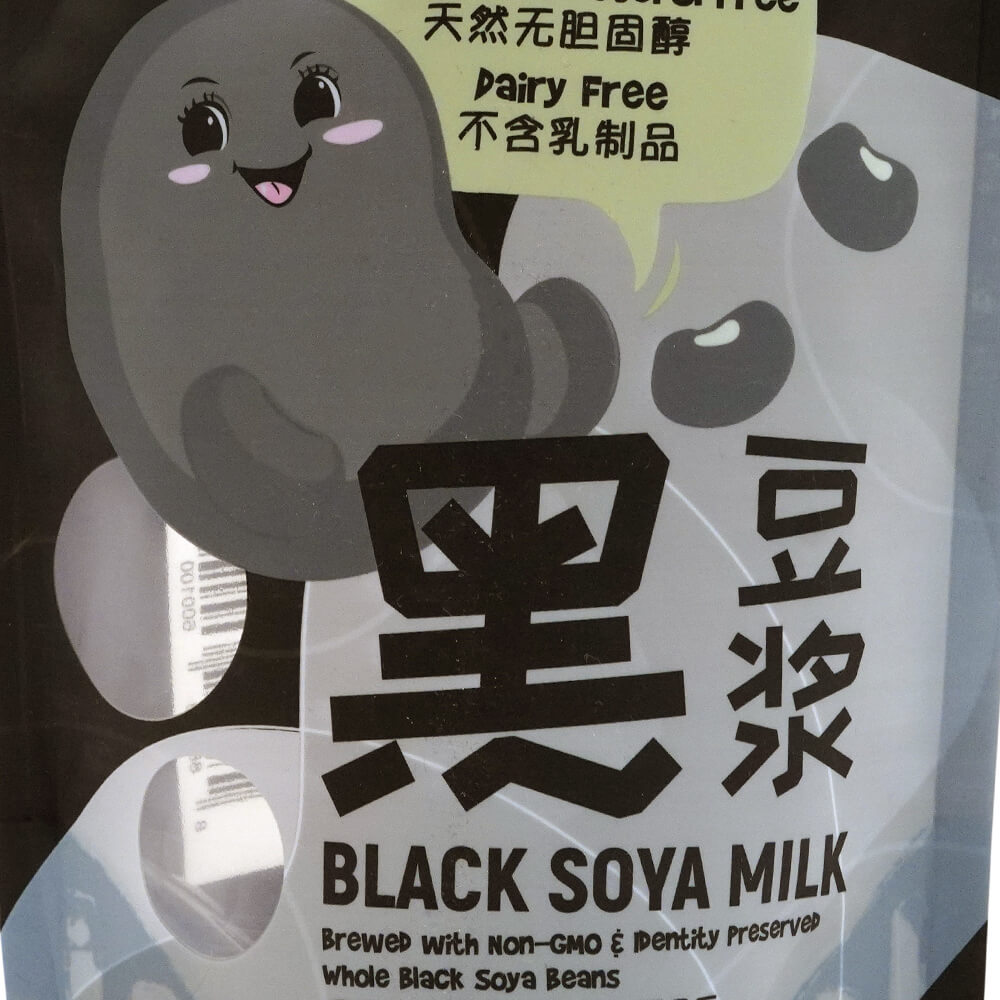 Free
天然无胆固醇
Dairy Free
不含乳制品
黑
豆
浆
BLACK SOYA MILK
Brewed with Non-GMO & Identity Preserved
Whole Black Soya Beans